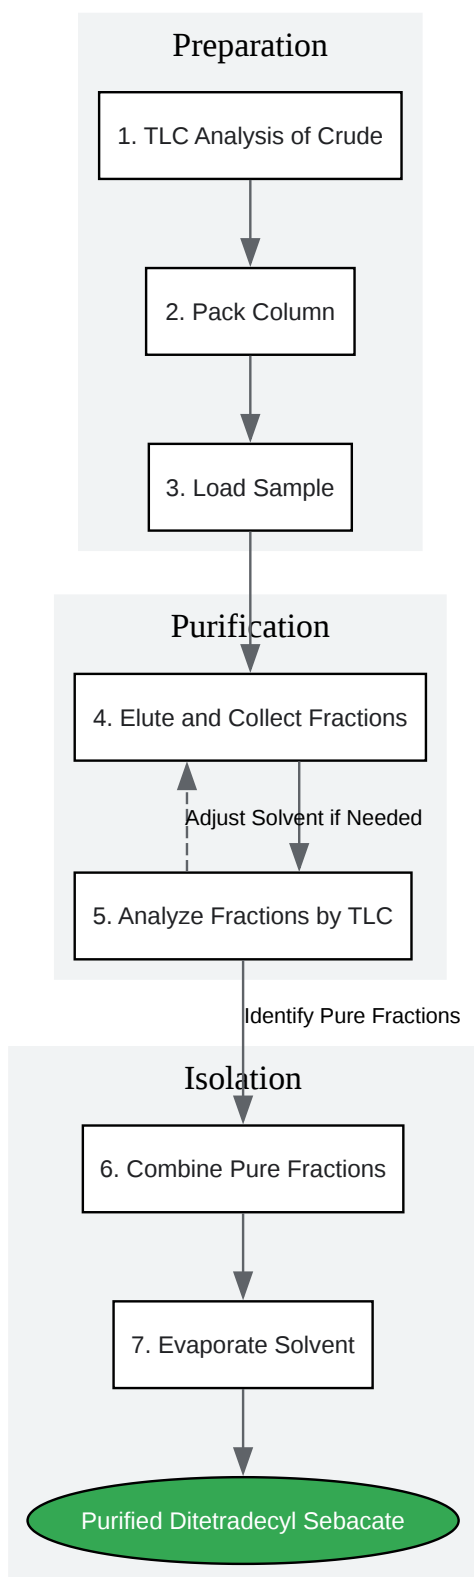 Preparation
1. TLC Analysis of Crude
2. Pack Column
3. Load Sample
Purification
4. Elute and Collect Fractions
Adjust Solvent if Needed
5. Analyze Fractions by TLC
Identify Pure Fractions
Isolation
6. Combine Pure Fractions
7. Evaporate Solvent
Purified Ditetradecyl Sebacate